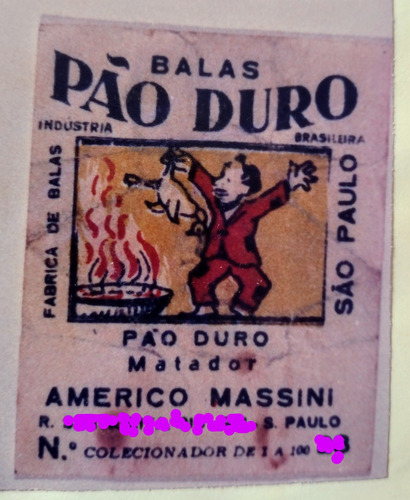 BALAS
PÃO DURO
INDUSTRIA BRASILEIRA
FABRICA DE BALAS
SÃO PAULO
PÃO DURO
Matador
AMERICO MASSINI
R. S. PAULO
N.º COLECIONADOR DE 1 A 100